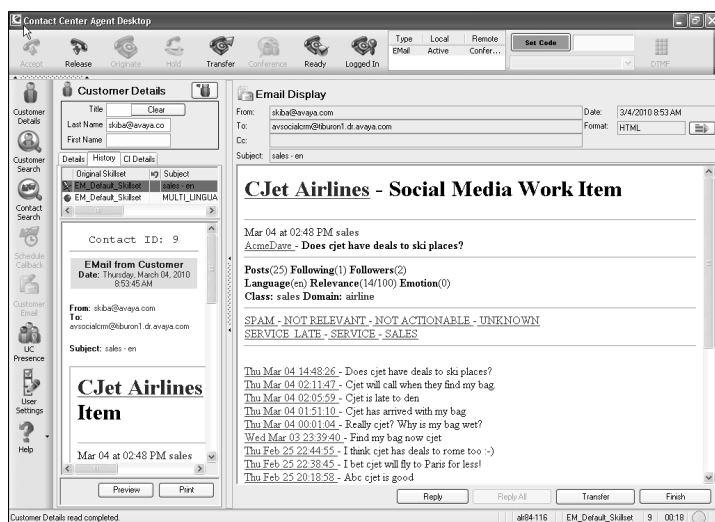 Contact Center Agent Desktop
Accept
Release
Originate
Hold
Transfer
Conference
Ready
Logged In
Type Local Remote
EMail Active Confer...
Set Code
DTMF
Customer Details
Customer Search
Contact Search
Schedule Callback
Customer Email
UC Presence
User Settings
Help
Customer Details
Title
Clear
Last Name skiba@avaya.co
First Name
Details History CI Details
Original Skillset Subject
EM_Default_Skillset sales - en
EM_Default_Skillset MULTI_LINGUA
Contact ID: 9
EMail from Customer
Date: Thursday, March 04, 2010
8:53:45 AM
From: skiba@avaya.com
To:
avsocialcrm@tiburon1.dr.avaya.com
Subject: sales - en
CJet Airlines
Item
Mar 04 at 02:48 PM sales
Preview Print
Email Display
From: skiba@avaya.com
Date: 3/4/2010 8:53 AM
To: avsocialcrm@tiburon1.dr.avaya.com
Format: HTML
Cc:
Subject: sales - en
CJet Airlines - Social Media Work Item
Mar 04 at 02:48 PM sales
AcmeDave - Does cjet have deals to ski places?
Posts(25) Following(1) Followers(2)
Language(en) Relevance(14/100) Emotion(0)
Class: sales Domain: airline
SPAM - NOT RELEVANT - NOT ACTIONABLE - UNKNOWN
SERVICE LATE - SERVICE - SALES
Thu Mar 04 14:48:26 - Does cjet have deals to ski places?
Thu Mar 04 02:11:47 - Cjet will call when they find my bag.
Thu Mar 04 02:05:59 - Cjet is late to den
Thu Mar 04 01:51:10 - Cjet has arrived with my bag
Thu Mar 04 00:01:04 - Really cjet? Why is my bag wet?
Wed Mar 03 23:39:40 - Find my bag now cjet
Thu Feb 25 22:44:55 - I think cjet has deals to rome too :-)
Thu Feb 25 22:38:45 - I bet cjet will fly to Paris for less!
Thu Feb 25 20:18:58 - Abc cjet is good
Reply Reply All Transfer Finish
Customer Details read completed.
alr84-116 EM_Default_Skillset 9 00:18